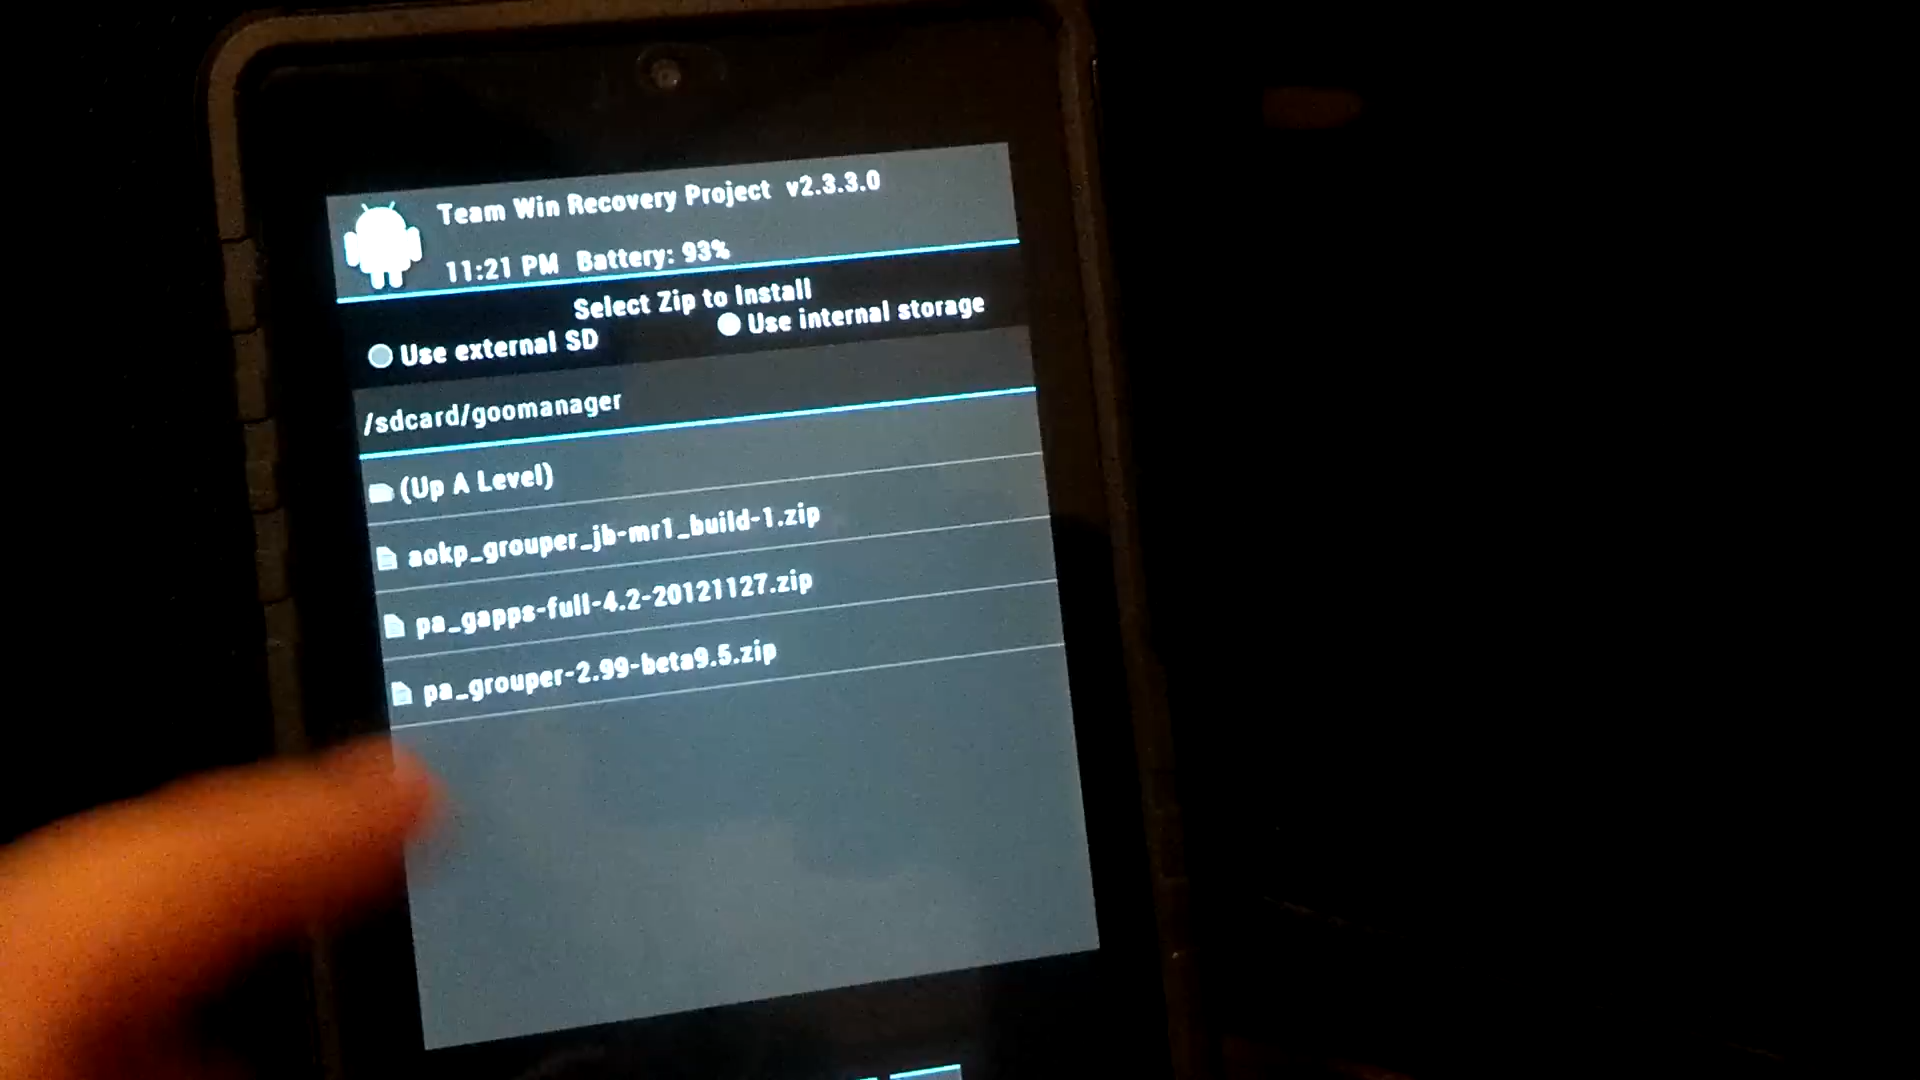 Team Win Recovery Project v2.3.3.0
11:21 PM Battery: 93%
Select Zip to Install
Use external SD
Use internal storage
/sdcard/goomanager
(Up A Level)
aokp_grouper_jb-mr1_build-1.zip
pa_gapps-full-4.2-20121127.zip
pa_grouper-2.99-beta9.5.zip